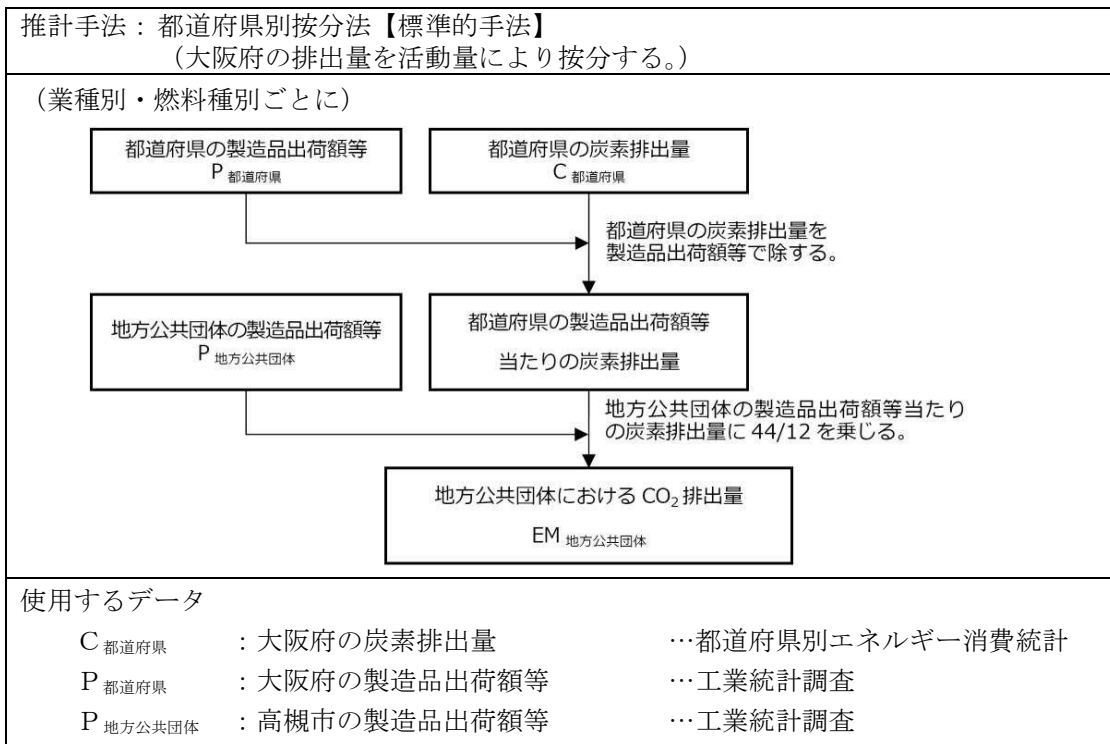 推計手法：都道府県別按分法【標準的手法】
（大阪府の排出量を活動量により按分する。）
（業種別・燃料種別ごとに）
都道府県の製造品出荷額等
P 都道府県
都道府県の炭素排出量
C 都道府県
都道府県の炭素排出量を
製造品出荷額等で除する。
地方公共団体の製造品出荷額等
P 地方公共団体
都道府県の製造品出荷額等
当たりの炭素排出量
地方公共団体の製造品出荷額等当たり
の炭素排出量に 44/12 を乗じる。
地方公共団体における CO₂ 排出量
EM 地方公共団体
使用するデータ
C 都道府県 ：大阪府の炭素排出量 …都道府県別エネルギー消費統計
P 都道府県 ：大阪府の製造品出荷額等 …工業統計調査
P 地方公共団体 ：高槻市の製造品出荷額等 …工業統計調査